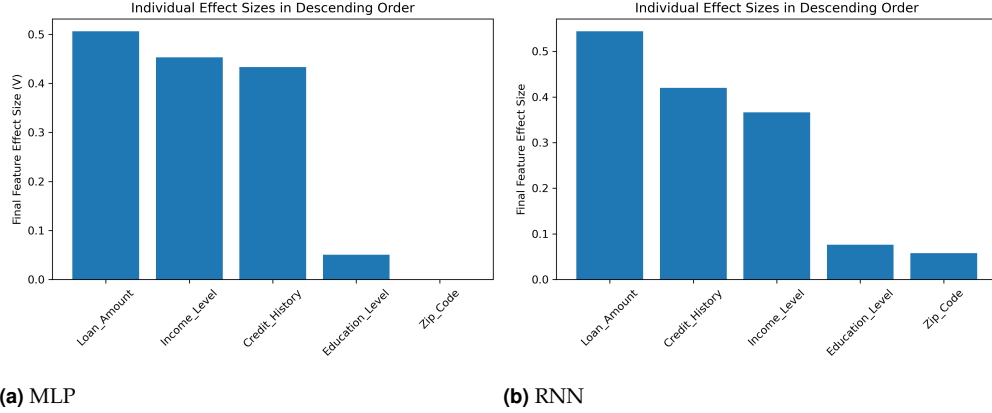 Individual Effect Sizes in Descending Order
Final Feature Effect Size (V)
0.5
0.4
0.3
0.2
0.1
0.0
Loan_Amount
Income_Level
Credit_History
Education_Level
Zip_Code
(a) MLP
Individual Effect Sizes in Descending Order
Final Feature Effect Size
0.5
0.4
0.3
0.2
0.1
0.0
Loan_Amount
Credit_History
Income_Level
Education_Level
Zip_Code
(b) RNN